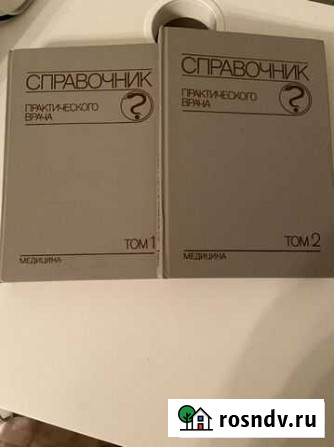 СПРАВОЧНИК
ПРАКТИЧЕСКОГО
ВРАЧА
ТОМ 1
МЕДИЦИНА
СПРАВОЧНИК
ПРАКТИЧЕСКОГО
ВРАЧА
ТОМ 2
МЕДИЦИНА
rosndv.ru